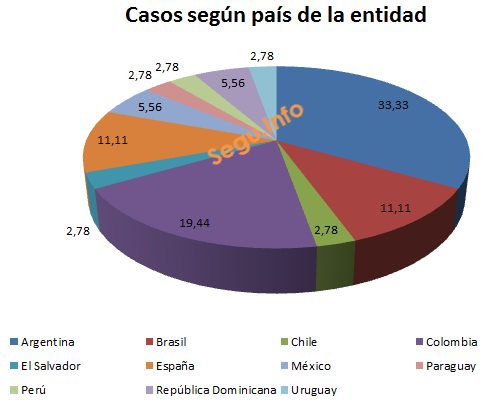 Casos según país de la entidad
2,78
2,78
5,56
2,78
5,56
33,33
11,11
Segu.Info
11,11
19,44
2,78
2,78
Argentina
Brasil
Chile
Colombia
El Salvador
España
México
Paraguay
Perú
República Dominicana
Uruguay